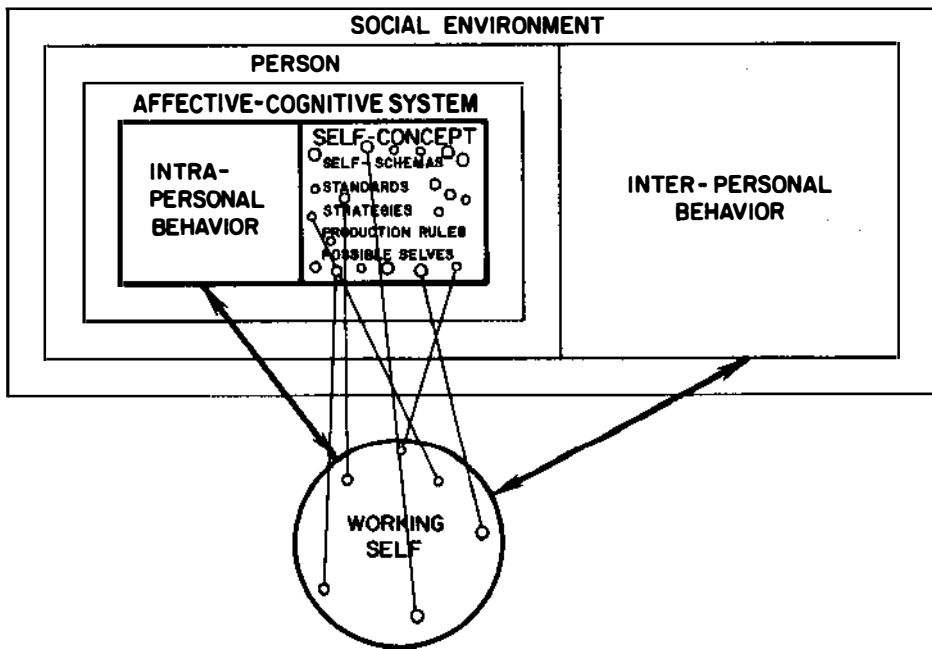 SOCIAL ENVIRONMENT
PERSON
AFFECTIVE-COGNITIVE SYSTEM
INTRA-
PERSONAL
BEHAVIOR
SELF-CONCEPT
SELF-SCHEMAS
STANDARDS
STRATEGIES
PRODUCTION RULES
POSSIBLE SELVES
INTER-PERSONAL
BEHAVIOR
WORKING
SELF